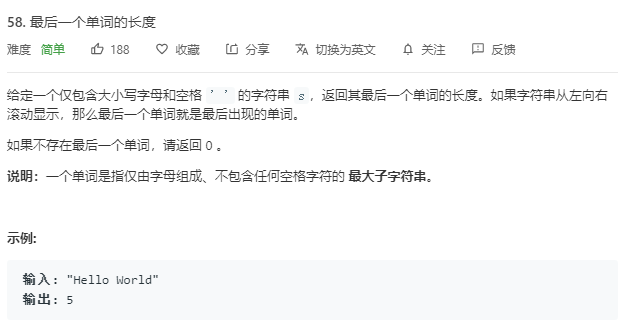 58. 最后一个单词的长度
难度 简单 188 收藏 分享 切换为英文 关注 反馈
给定一个仅包含大小写字母和空格 ' ' 的字符串 s，返回其最后一个单词的长度。如果字符串从左向右
滚动显示，那么最后一个单词就是最后出现的单词。
如果不存在最后一个单词，请返回 0 。
说明：一个单词是指仅由字母组成、不包含任何空格字符的 最大子字符串。
示例:
输入: "Hello World"
输出: 5